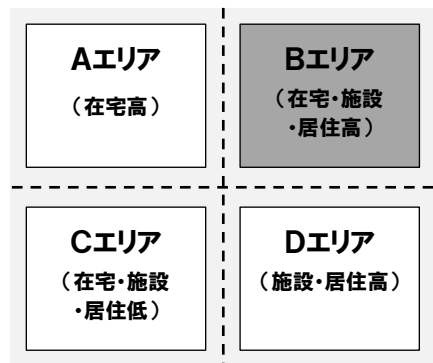 Aエリア
（在宅高）
Bエリア
（在宅・施設
・居住高）
Cエリア
（在宅・施設
・居住低）
Dエリア
（施設・居住高）